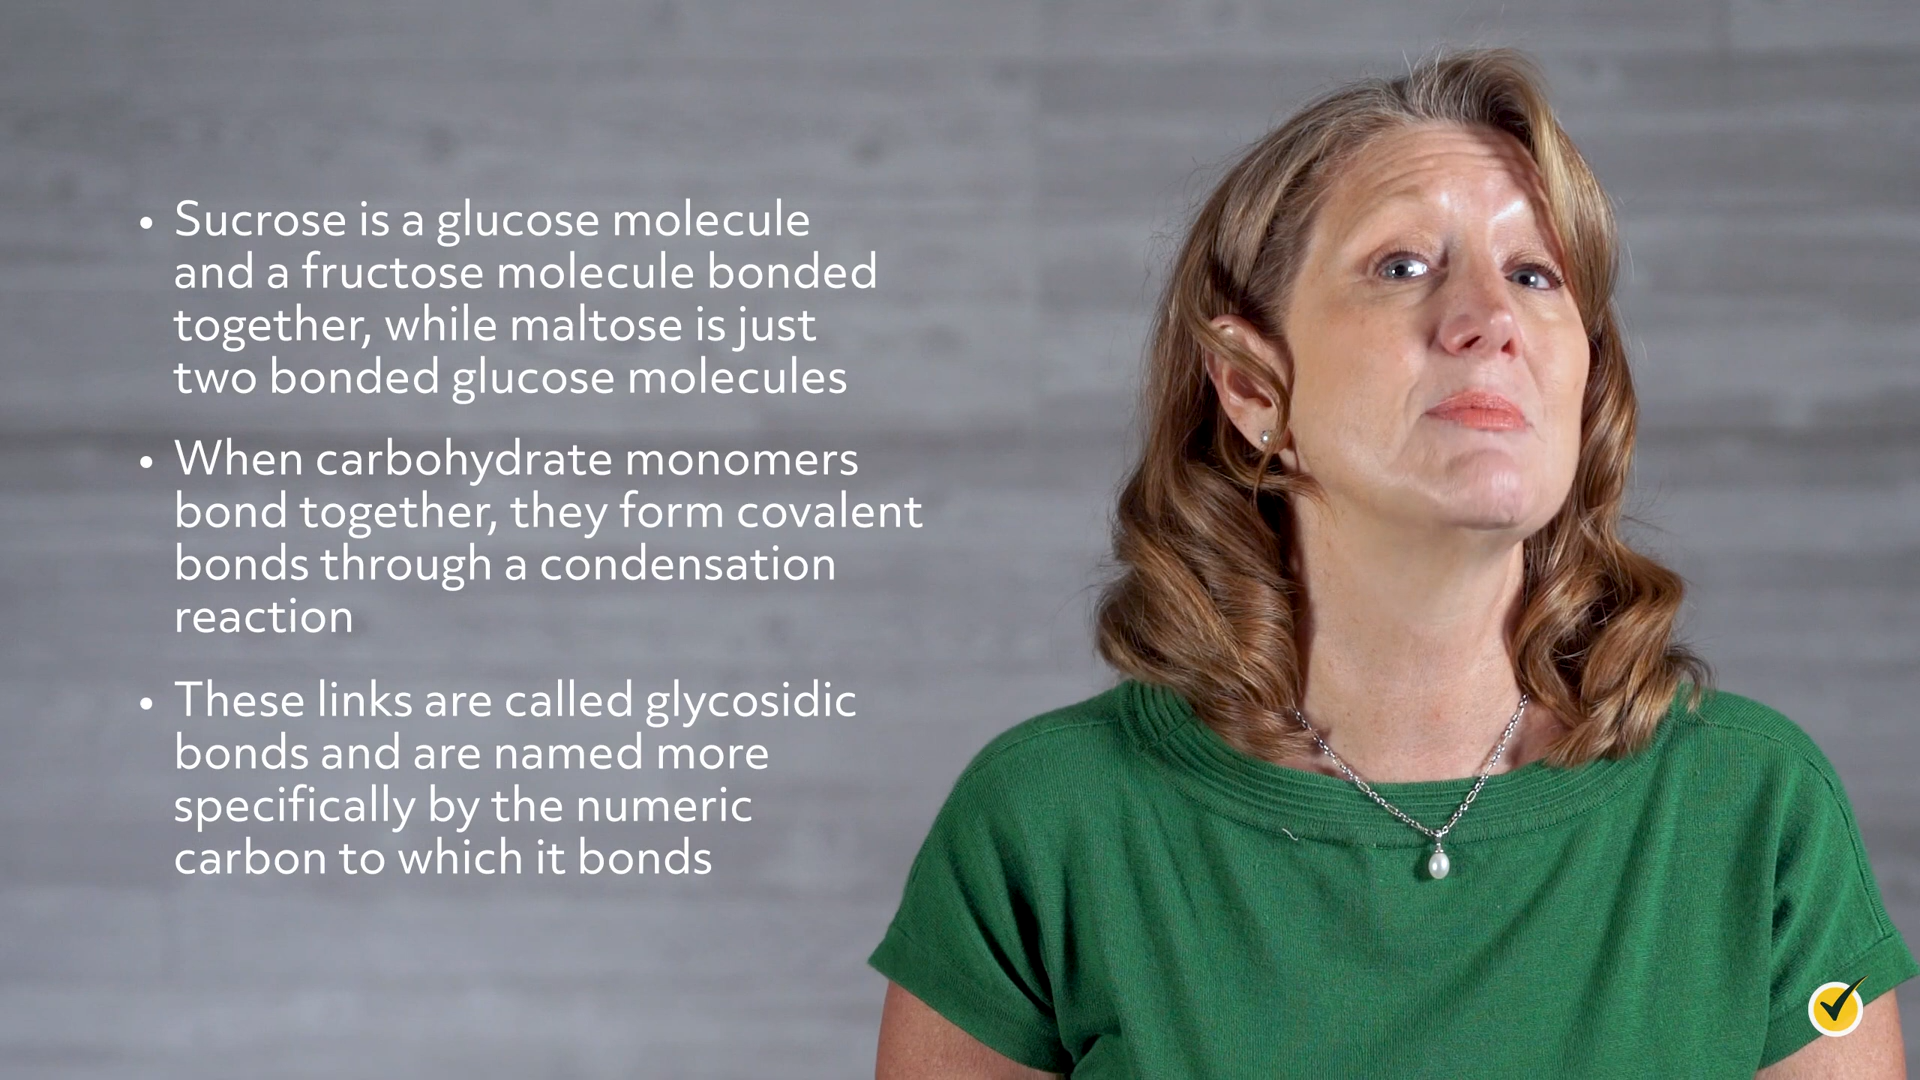 • Sucrose is a glucose molecule
and a fructose molecule bonded
together, while maltose is just
two bonded glucose molecules
• When carbohydrate monomers
bond together, they form covalent
bonds through a condensation
reaction
• These links are called glycosidic
bonds and are named more
specifically by the numeric
carbon to which it bonds